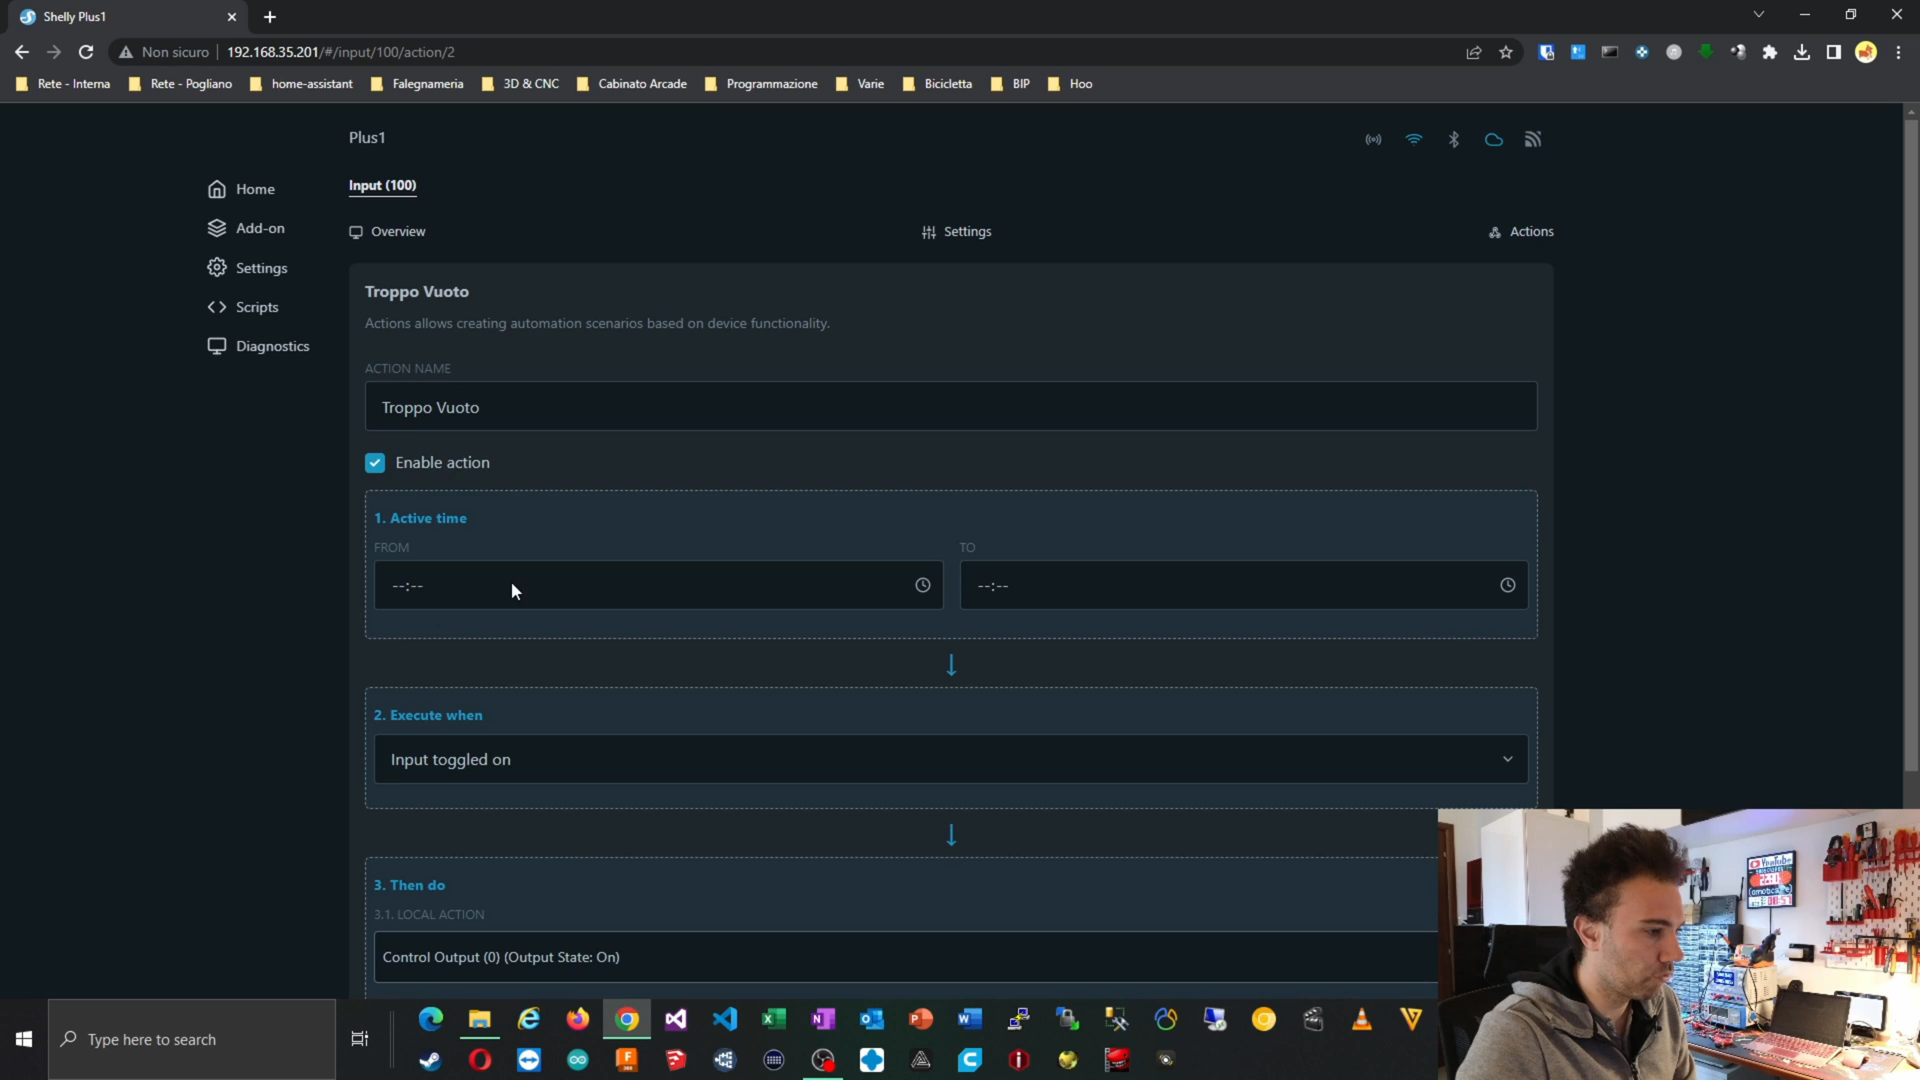 Shelly Plus1
Non sicuro
192.168.35.201/#/input/100/action/2
Rete - Interna
Rete - Pogliano
home-assistant
Falegnameria
3D & CNC
Cabinato Arcade
Programmazione
Varie
Bicicletta
BIP
Hoo
Plus1
Home
Add-on
Settings
Scripts
Diagnostics
Input (100)
Overview
Settings
Actions
Troppo Vuoto
Actions allows creating automation scenarios based on device functionality.
ACTION NAME
Troppo Vuoto
Enable action
1. Active time
FROM
TO
--:--
--:--
2. Execute when
Input toggled on
3. Then do
3.1. LOCAL ACTION
Control Output (0) (Output State: On)
YouTube
Type here to search